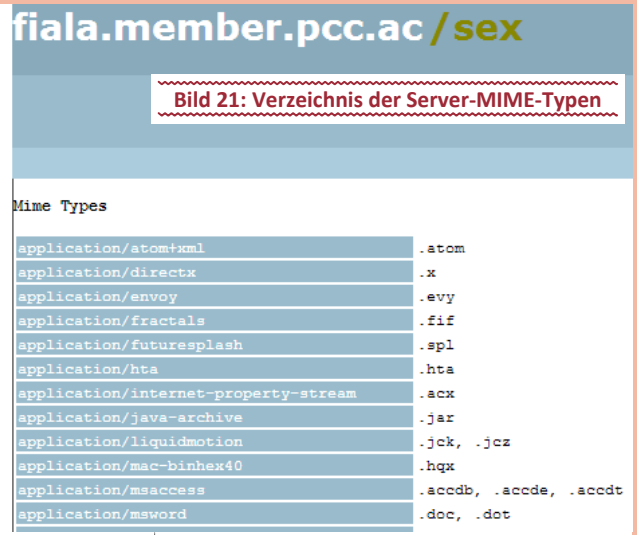 fiala.member.pcc.ac/sex
Bild 21: Verzeichnis der Server-MIME-Typen
Mime Types
application/atom+xml .atom
application/directx .x
application/envoy .evy
application/fractals .fif
application/futuresplash .spl
application/hta .hta
application/internet-property-stream .acx
application/java-archive .jar
application/liquidmotion .jck, .jcz
application/mac-binhex40 .hqx
application/msaccess .accdb, .accde, .accdt
application/msword .doc, .dot